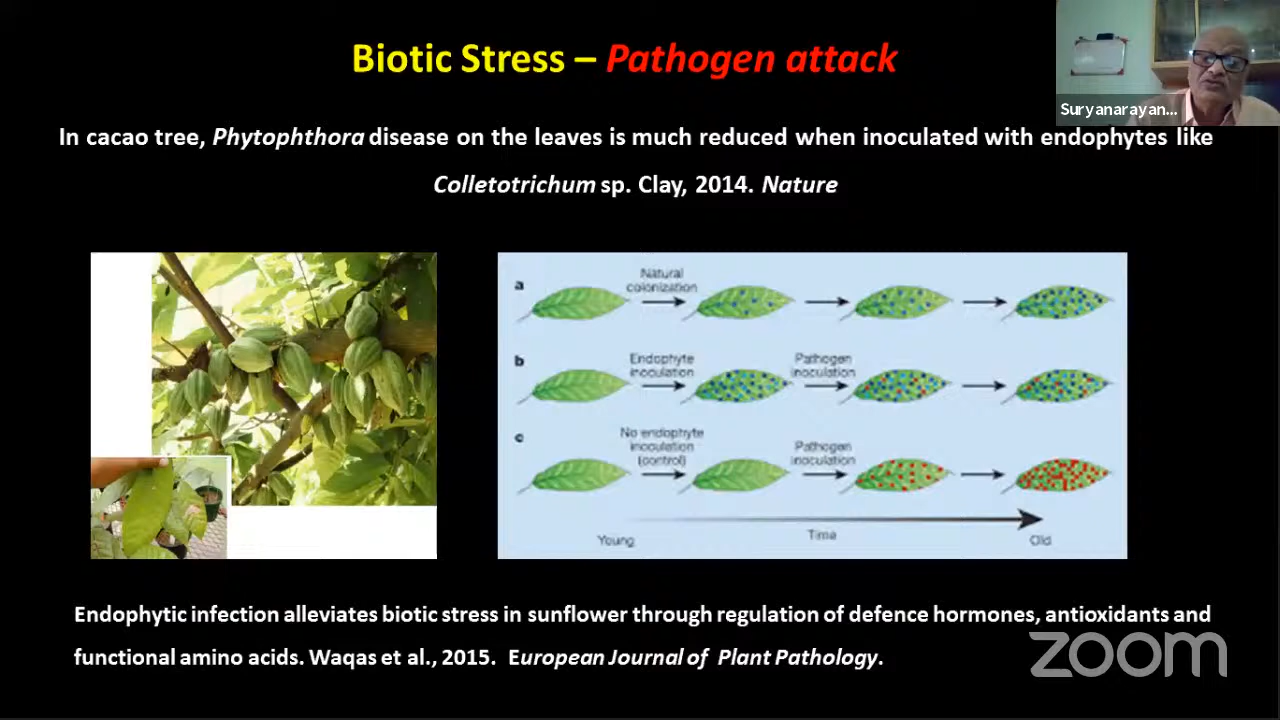 Biotic Stress – Pathogen attack
Suryanarayan...
In cacao tree, Phytophthora disease on the leaves is much reduced when inoculated with endophytes like
Colletotrichum sp. Clay, 2014. Nature
a
Natural
colonization
b
Endophyte
inoculation
Pathogen
inoculation
c
No endophyte
inoculation
(control)
Pathogen
inoculation
Young
Time
Old
Endophytic infection alleviates biotic stress in sunflower through regulation of defence hormones, antioxidants and
functional amino acids. Waqas et al., 2015. European Journal of Plant Pathology.
zoom